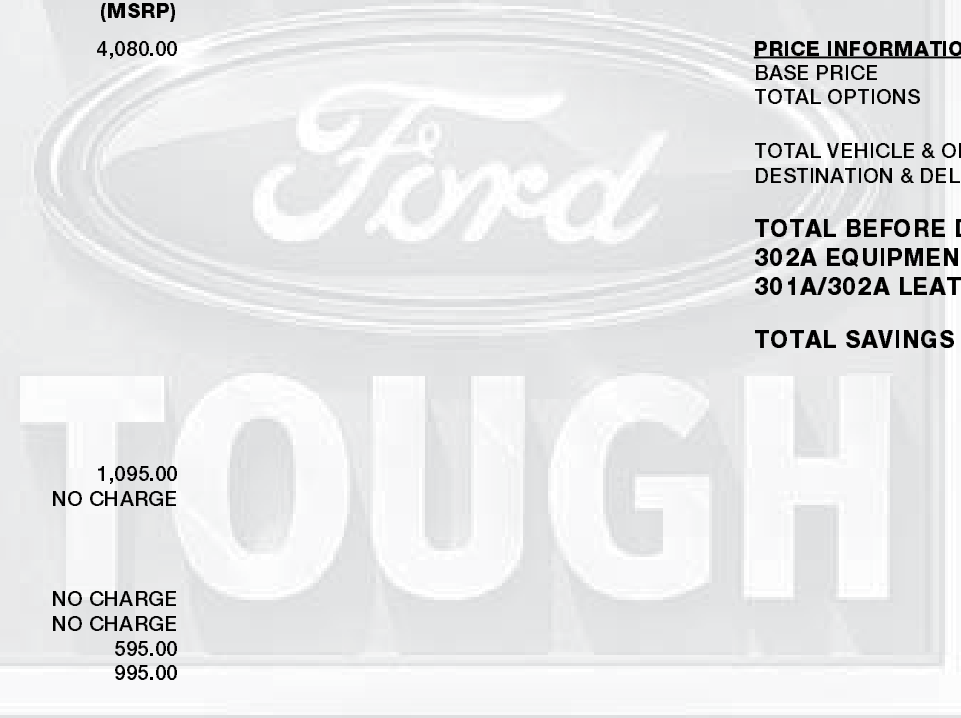 (MSRP)
4,080.00
1,095.00
NO CHARGE
NO CHARGE
NO CHARGE
595.00
995.00
Ford
TOUGH
PRICE INFORMATIO
BASE PRICE
TOTAL OPTIONS
TOTAL VEHICLE & O
DESTINATION & DEL
TOTAL BEFORE D
302A EQUIPMEN
301A/302A LEAT
TOTAL SAVINGS